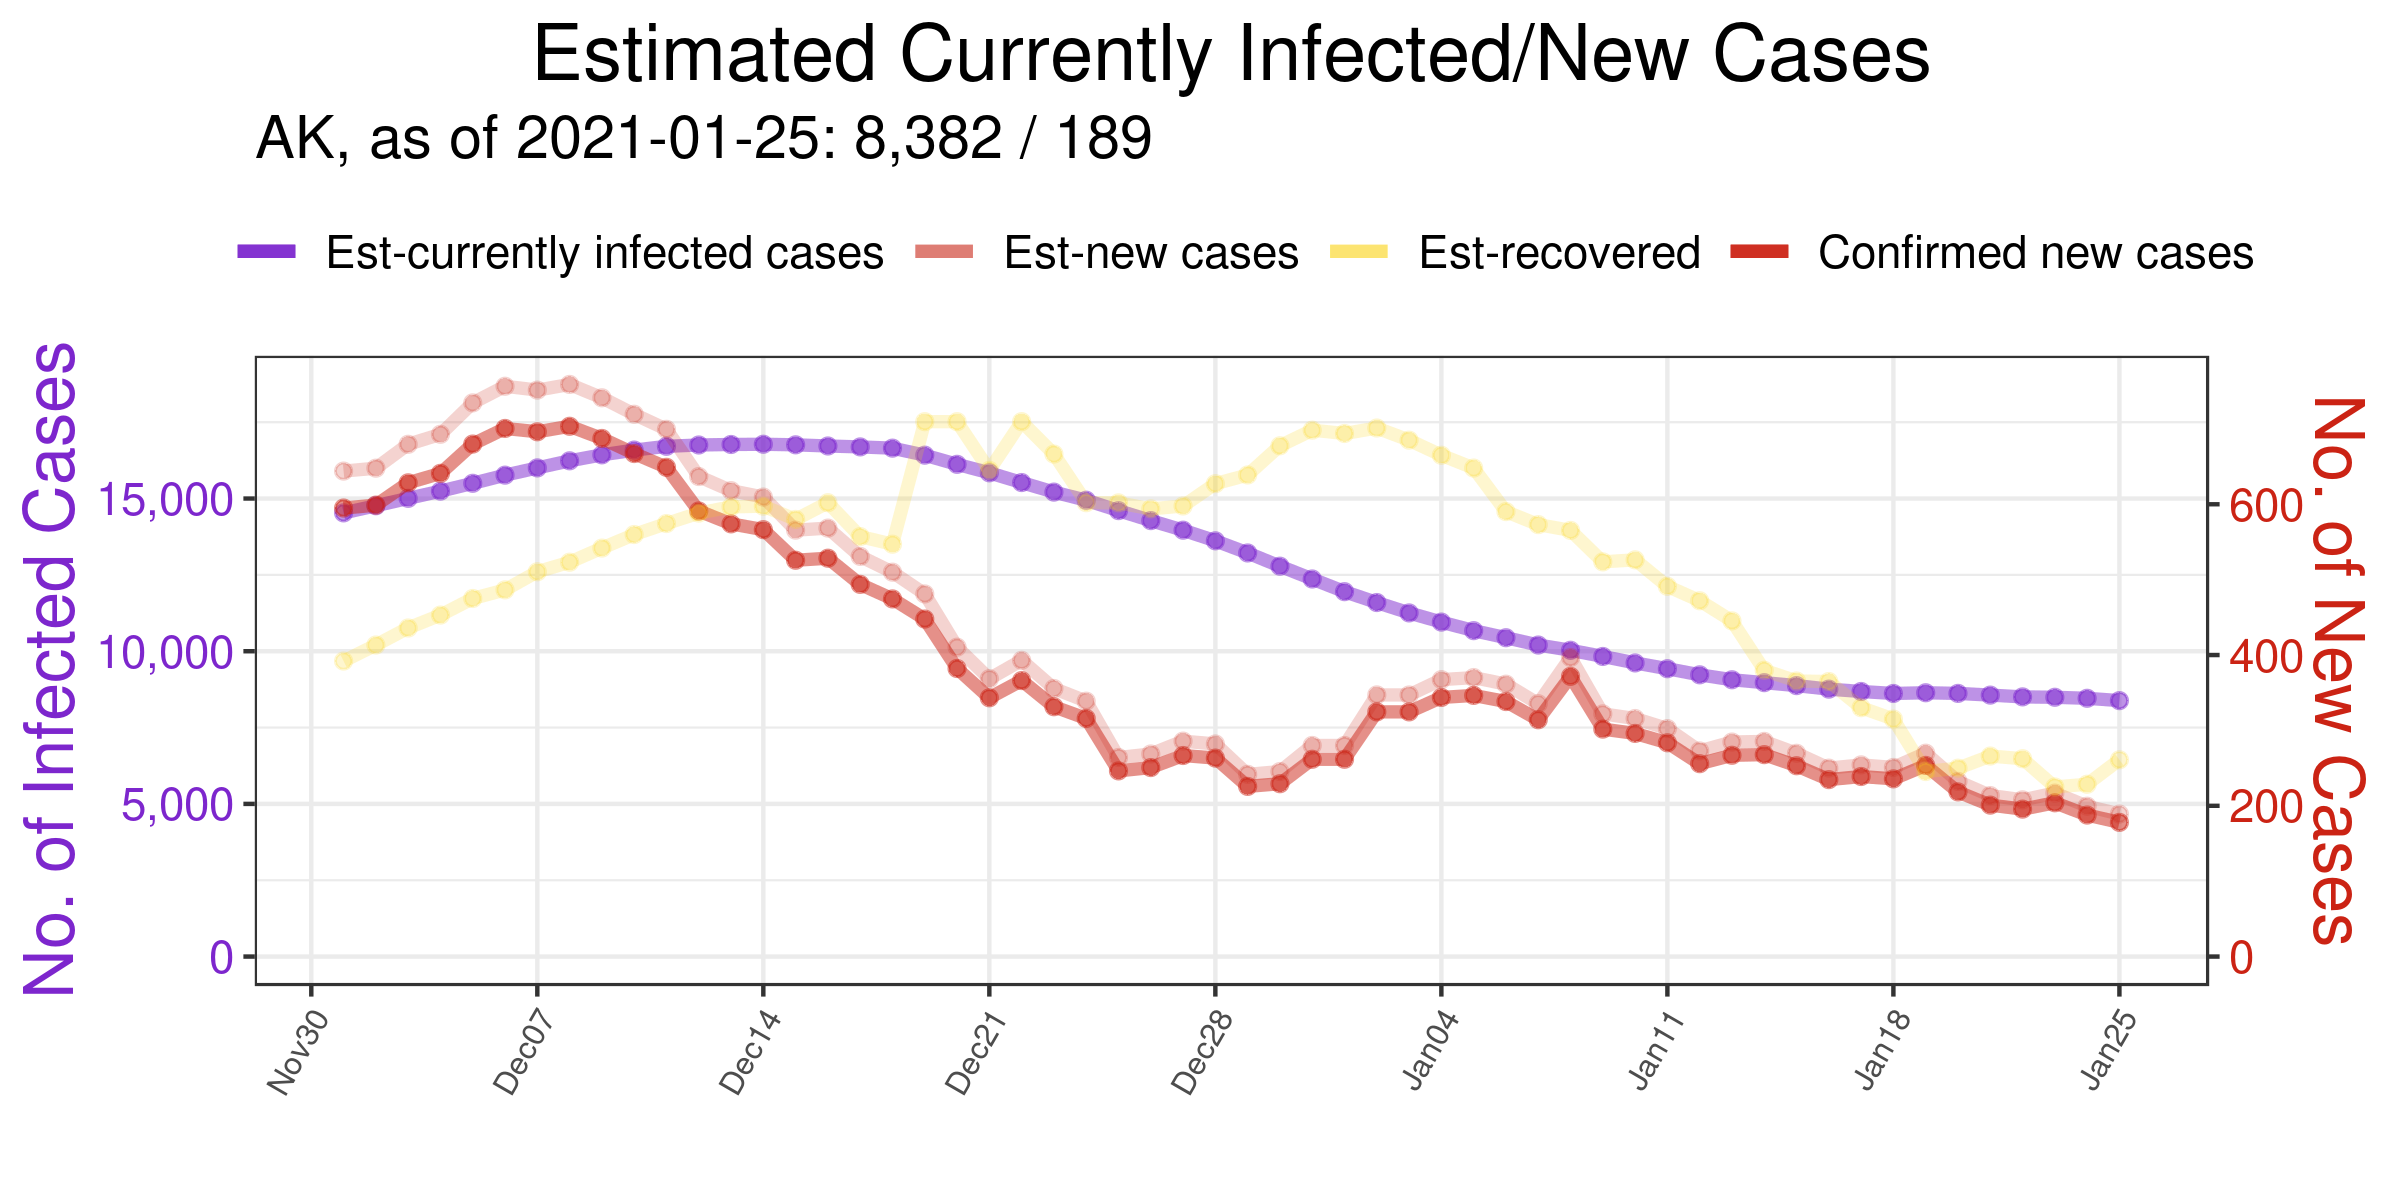 Estimated Currently Infected/New Cases
AK, as of 2021-01-25: 8,382 / 189
Est-currently infected cases Est-new cases Est-recovered Confirmed new cases
No. of Infected Cases
15,000
10,000
5,000
0
600
400
200
0
No. of New Cases
Nov30 Dec07 Dec14 Dec21 Dec28 Jan04 Jan11 Jan18 Jan25